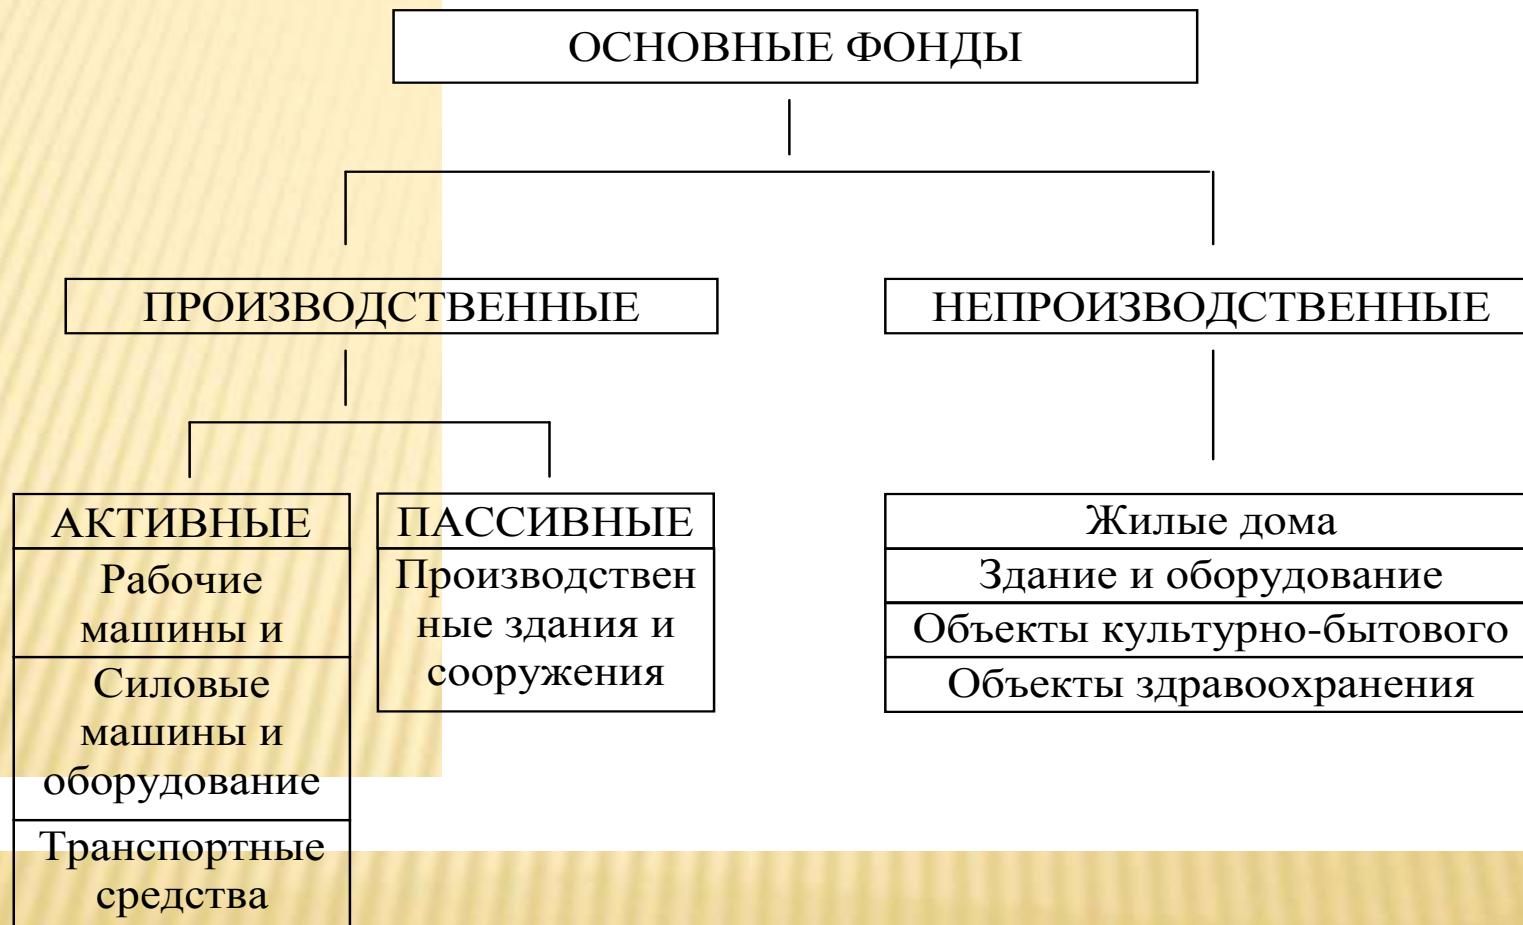 ОСНОВНЫЕ ФОНДЫ
ПРОИЗВОДСТВЕННЫЕ
НЕПРОИЗВОДСТВЕННЫЕ
АКТИВНЫЕ
Рабочие
машины и
Силовые
машины и
оборудование
Транспортные
средства
ПАССИВНЫЕ
Производствен
ные здания и
сооружения
Жилые дома
Здание и оборудование
Объекты культурно-бытового
Объекты здравоохранения